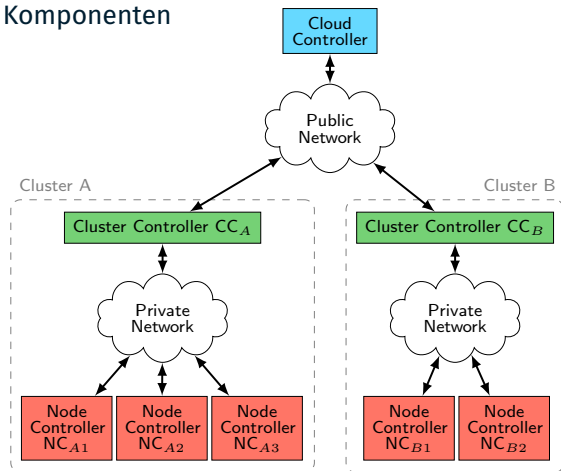 Komponenten
Cloud
Controller
Public
Network
Cluster A
Cluster B
Cluster Controller CC_A
Cluster Controller CC_B
Private
Network
Private
Network
Node
Controller
NC_A1
Node
Controller
NC_A2
Node
Controller
NC_A3
Node
Controller
NC_B1
Node
Controller
NC_B2